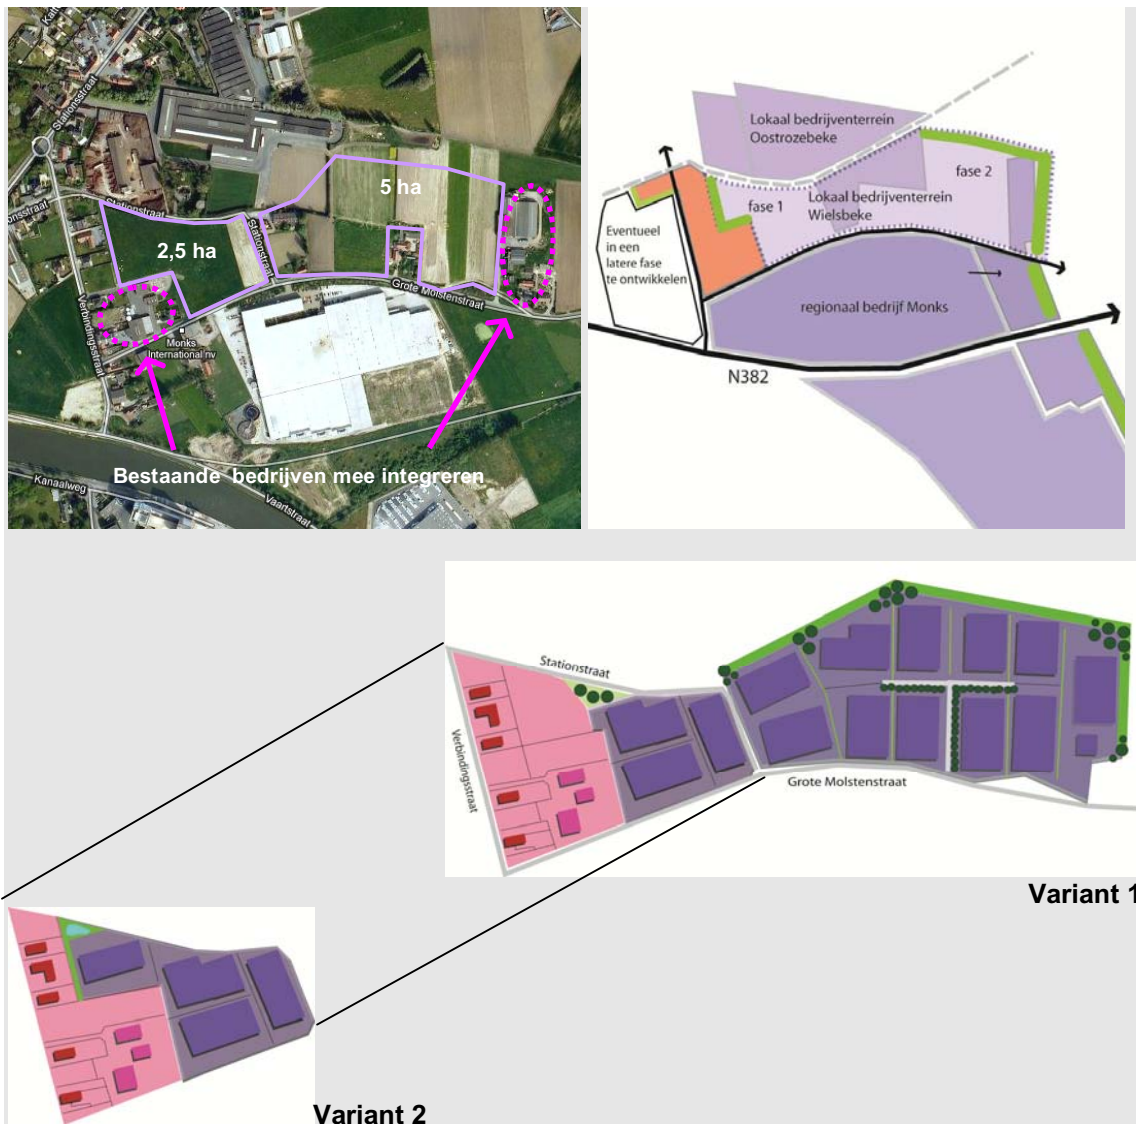 Stationsstraat
5 ha
onsstraat
Stationstraat
Stationstraat
2,5 ha
Verbindingsstraat
Grote Molstenstraat
Monks
International nv
Bestaande bedrijven mee integreren
Kanaalweg
Vaartstraat
Lokaal bedrijventerrein
Oostrozebeke
fase 2
fase 1
Lokaal bedrijventerrein
Wielsbeke
Eventueel
in een
latere fase
te ontwikkelen
regionaal bedrijf Monks
N382
Stationstraat
Verbindingsstraat
Grote Molstenstraat
Variant 1
Variant 2